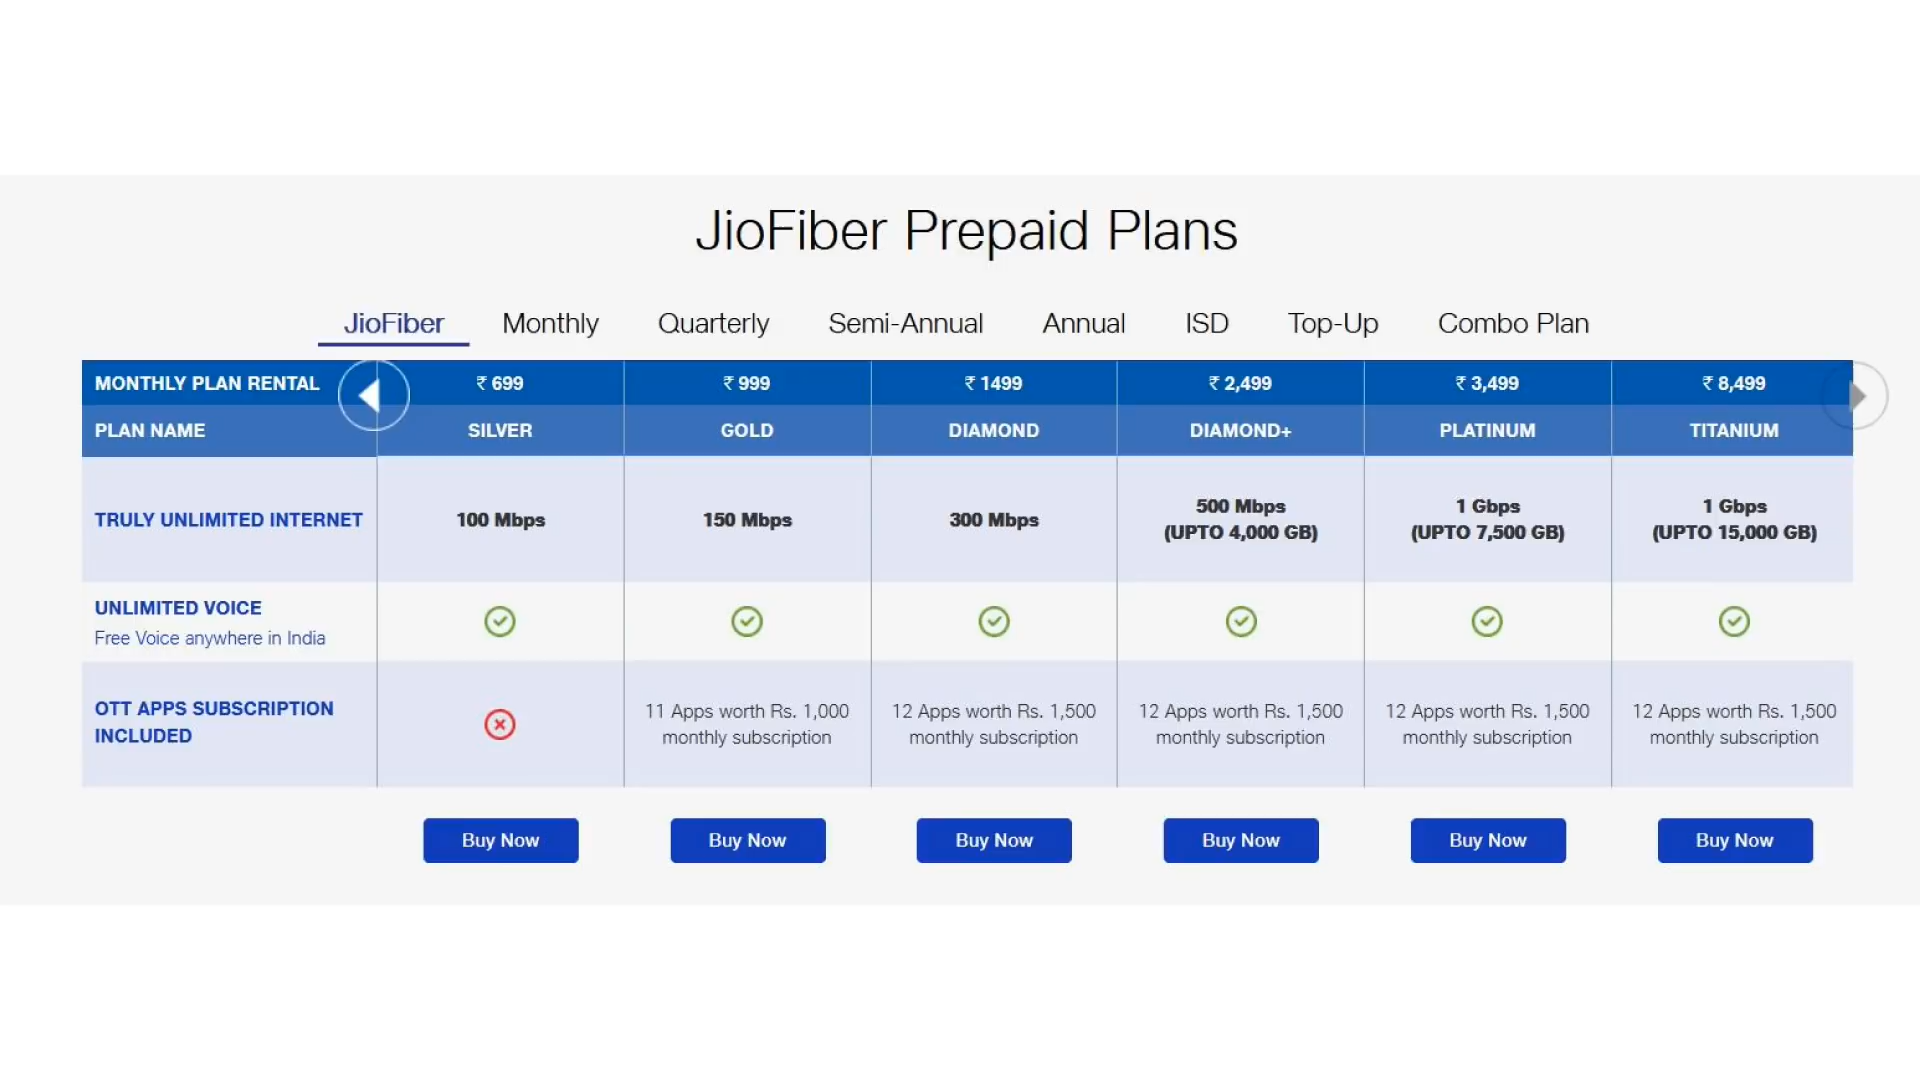 JioFiber Prepaid Plans
JioFiber Monthly Quarterly Semi-Annual Annual ISD Top-Up Combo Plan
MONTHLY PLAN RENTAL ₹ 699 ₹ 999 ₹ 1499 ₹ 2,499 ₹ 3,499 ₹ 8,499
PLAN NAME SILVER GOLD DIAMOND DIAMOND+ PLATINUM TITANIUM
TRULY UNLIMITED INTERNET 100 Mbps 150 Mbps 300 Mbps 500 Mbps 1 Gbps 1 Gbps
(UPTO 4,000 GB) (UPTO 7,500 GB) (UPTO 15,000 GB)
UNLIMITED VOICE
Free Voice anywhere in India
OTT APPS SUBSCRIPTION 11 Apps worth Rs. 1,000 12 Apps worth Rs. 1,500 12 Apps worth Rs. 1,500 12 Apps worth Rs. 1,500 12 Apps worth Rs. 1,500
INCLUDED monthly subscription monthly subscription monthly subscription monthly subscription monthly subscription
Buy Now Buy Now Buy Now Buy Now Buy Now Buy Now